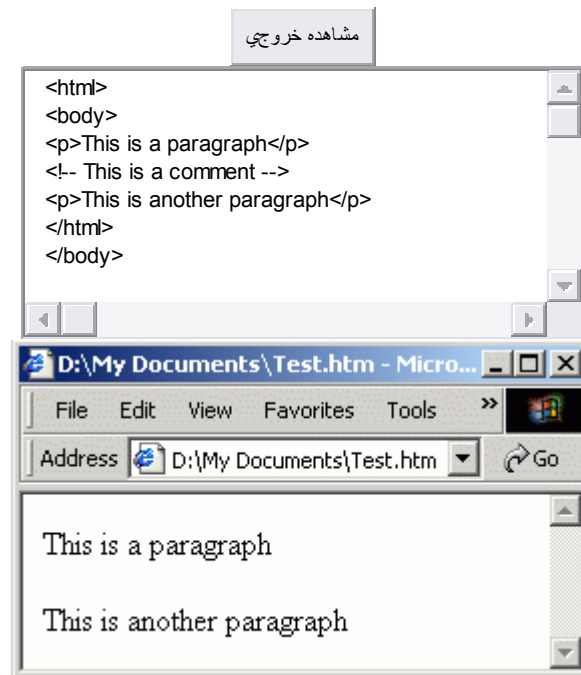 مشاهده خروجي
<html>
<body>
<p>This is a paragraph</p>
<!-- This is a comment -->
<p>This is another paragraph</p>
</html>
</body>
D:\My Documents\Test.htm - Micro...
File Edit View Favorites Tools »
Address D:\My Documents\Test.htm Go
This is a paragraph
This is another paragraph